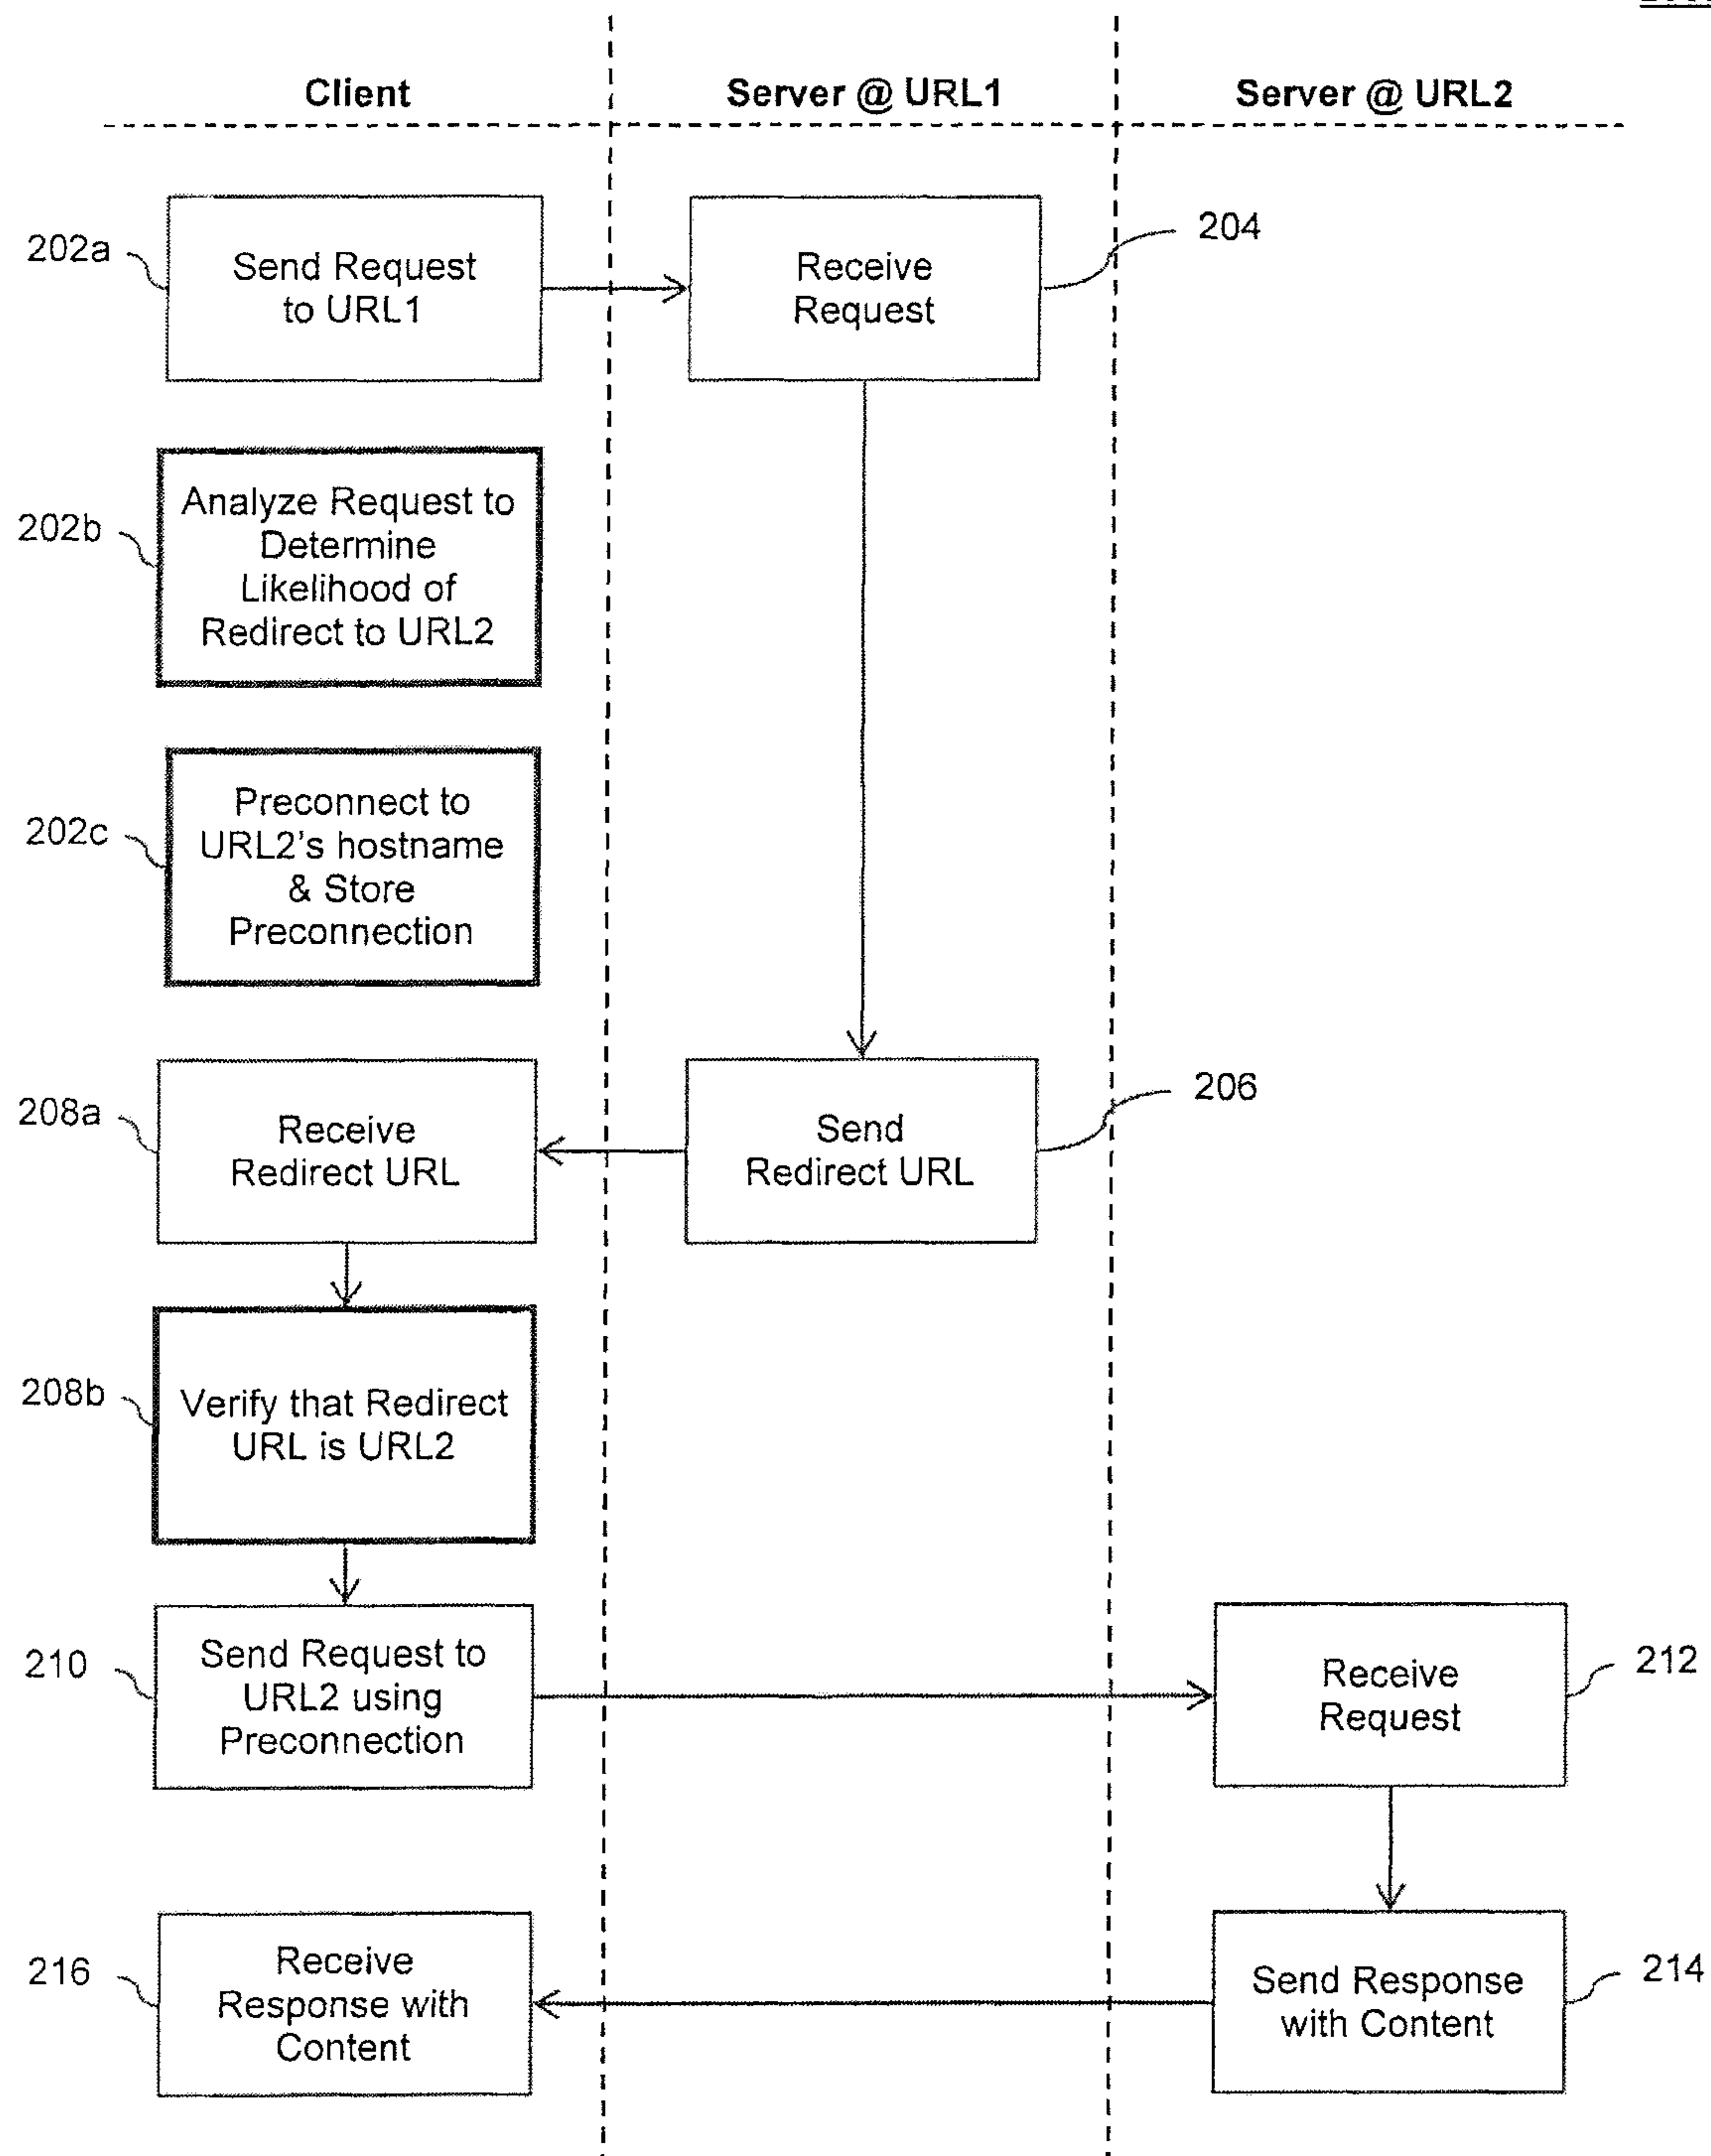 Client
Server @ URL1
Server @ URL2
202a
Send Request
to URL1
Receive
Request
204
202b
Analyze Request to
Determine
Likelihood of
Redirect to URL2
202c
Preconnect to
URL2's hostname
& Store
Preconnection
208a
Receive
Redirect URL
Send
Redirect URL
206
208b
Verify that Redirect
URL is URL2
210
Send Request to
URL2 using
Preconnection
Receive
Request
212
216
Receive
Response with
Content
Send Response
with Content
214